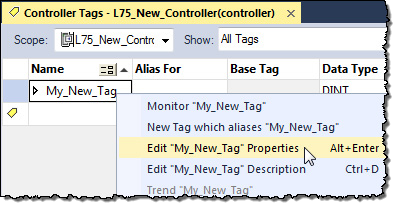 Controller Tags - L75_New_Controller(controller)
Scope: L75_New_Contro Show: All Tags
Name Alias For Base Tag Data Type
My_New_Tag DINT
Monitor "My_New_Tag"
New Tag which aliases "My_New_Tag"
Edit "My_New_Tag" Properties Alt+Enter
Edit "My_New_Tag" Description Ctrl+D
Trend "My_New_Tag"